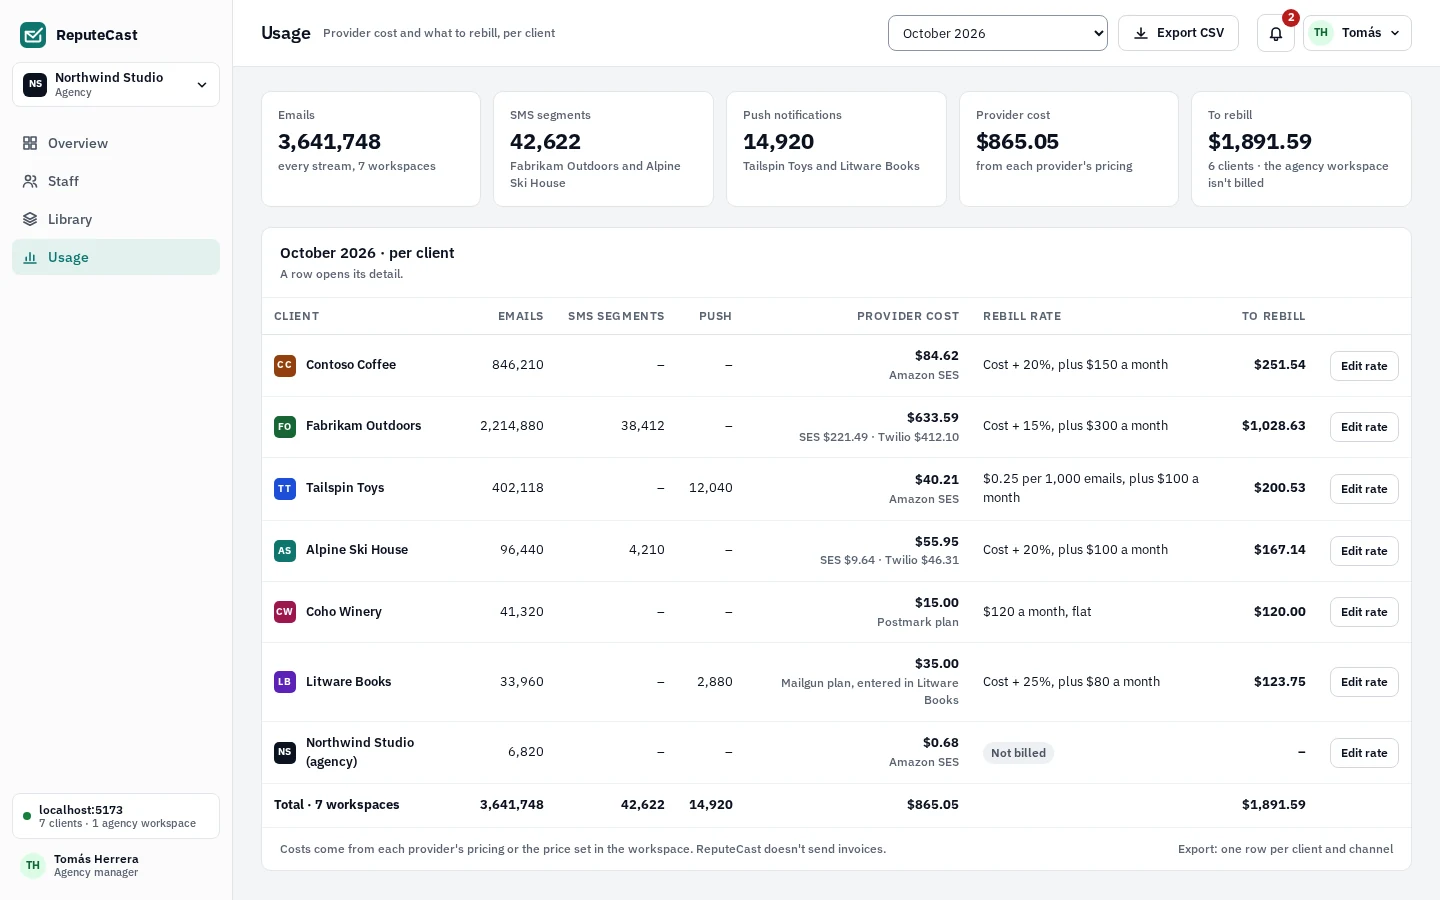 ReputeCast
NS
Northwind Studio
Agency
Overview
Staff
Library
Usage
localhost:5173
7 clients · 1 agency workspace
TH
Tomás Herrera
Agency manager
Usage
Provider cost and what to rebill, per client
October 2026
Export CSV
2
TH
Tomás
Emails
3,641,748
every stream, 7 workspaces
SMS segments
42,622
Fabrikam Outdoors and Alpine
Ski House
Push notifications
14,920
Tailspin Toys and Litware Books
Provider cost
$865.05
from each provider's pricing
To rebill
$1,891.59
6 clients · the agency workspace
isn't billed
October 2026 · per client
A row opens its detail.
CLIENT EMAILS SMS SEGMENTS PUSH PROVIDER COST REBILL RATE TO REBILL
CC Contoso Coffee 846,210 – – $84.62 Cost + 20%, plus $150 a month $251.54 Edit rate
Amazon SES
FO Fabrikam Outdoors 2,214,880 38,412 – $633.59 Cost + 15%, plus $300 a month $1,028.63 Edit rate
SES $221.49 · Twilio $412.10
TT Tailspin Toys 402,118 – 12,040 $40.21 $0.25 per 1,000 emails, plus $100 a $200.53 Edit rate
Amazon SES month
AS Alpine Ski House 96,440 4,210 – $55.95 Cost + 20%, plus $100 a month $167.14 Edit rate
SES $9.64 · Twilio $46.31
CW Coho Winery 41,320 – – $15.00 $120 a month, flat $120.00 Edit rate
Postmark plan
LB Litware Books 33,960 – 2,880 $35.00 Cost + 25%, plus $80 a month $123.75 Edit rate
Mailgun plan, entered in Litware
Books
NS Northwind Studio 6,820 – – $0.68 Not billed – Edit rate
(agency) Amazon SES
Total · 7 workspaces 3,641,748 42,622 14,920 $865.05 $1,891.59
Costs come from each provider's pricing or the price set in the workspace. ReputeCast doesn't send invoices.
Export: one row per client and channel